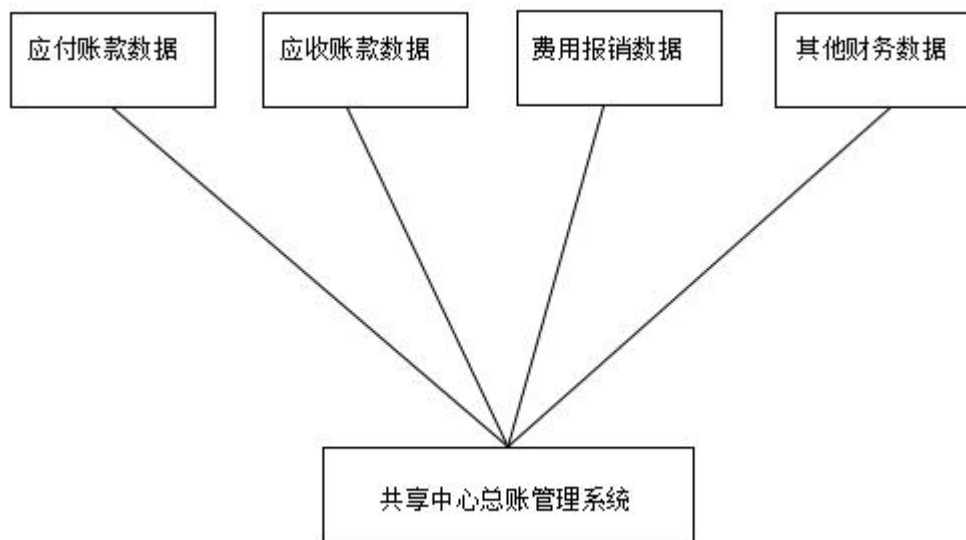 应付账款数据
应收账款数据
费用报销数据
其他财务数据
共享中心总账管理系统